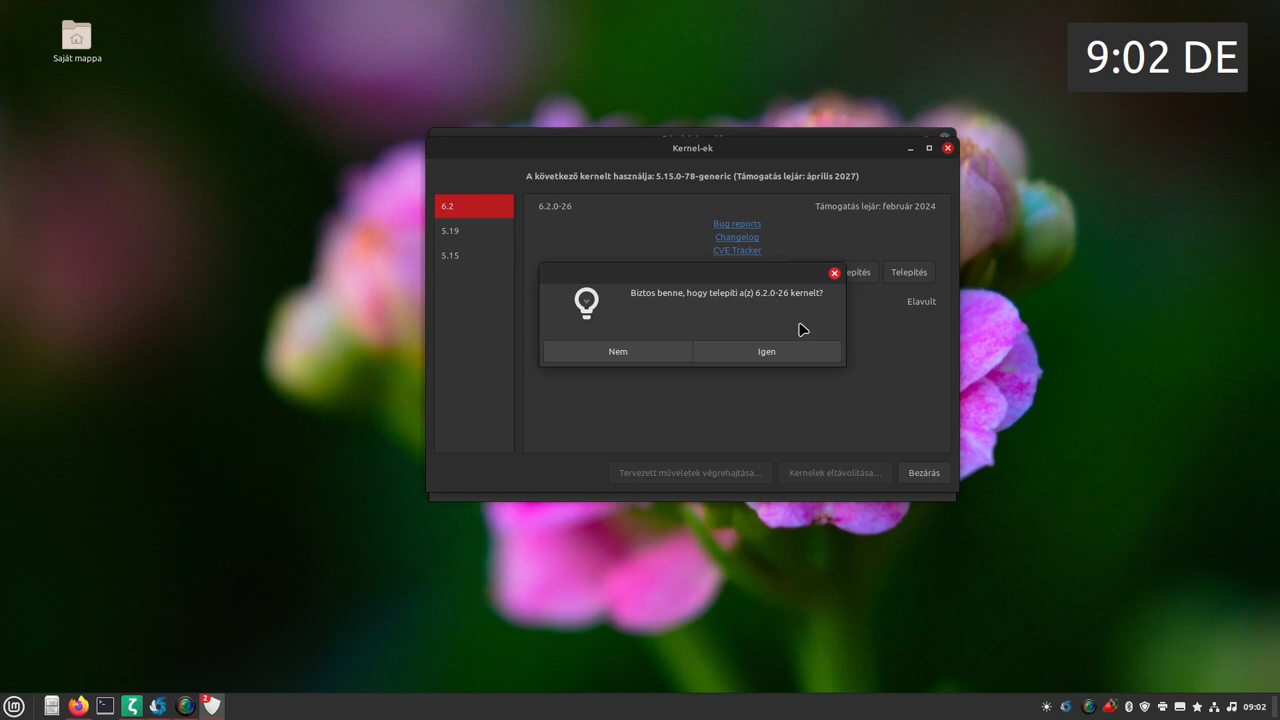 Saját mappa
9:02 DE
Kernel-ek
A következő kernelt használja: 5.15.0-78-generic (Támogatás lejár: április 2027)
6.2
5.19
5.15
6.2.0-26
Támogatás lejár: február 2024
Bug reports
Changelog
CVE Tracker
epítés
Telepítés
Elavult
Biztos benne, hogy telepíti a(z) 6.2.0-26 kernelt?
Nem
Igen
Tervezett műveletek végrehajtása...
Kernelek eltávolítása...
Bezárás
2
09:02